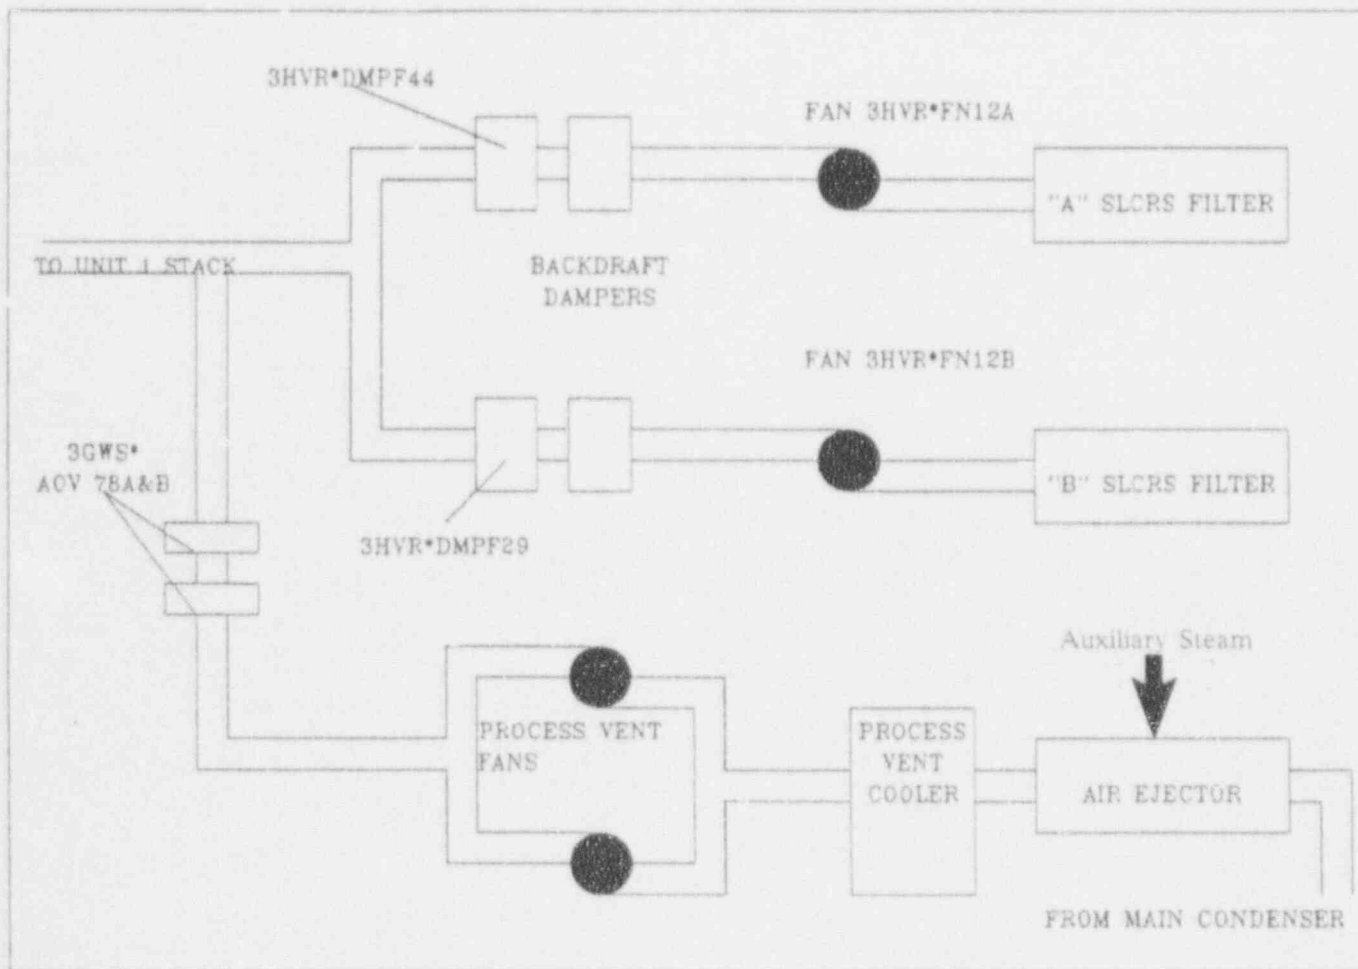 3HVR*DMPF44
FAN 3HVR*FN12A
"A" SLCRS FILTER
TO UNIT 1 STACK
BACKDRAFT
DAMPERS
FAN 3HVR*FN12B
3GWS*
AOV 78A&B
"B" SLCRS FILTER
3HVR*DMPF29
Auxiliary Steam
PROCESS VENT
FANS
PROCESS
VENT
COOLER
AIR EJECTOR
FROM MAIN CONDENSER